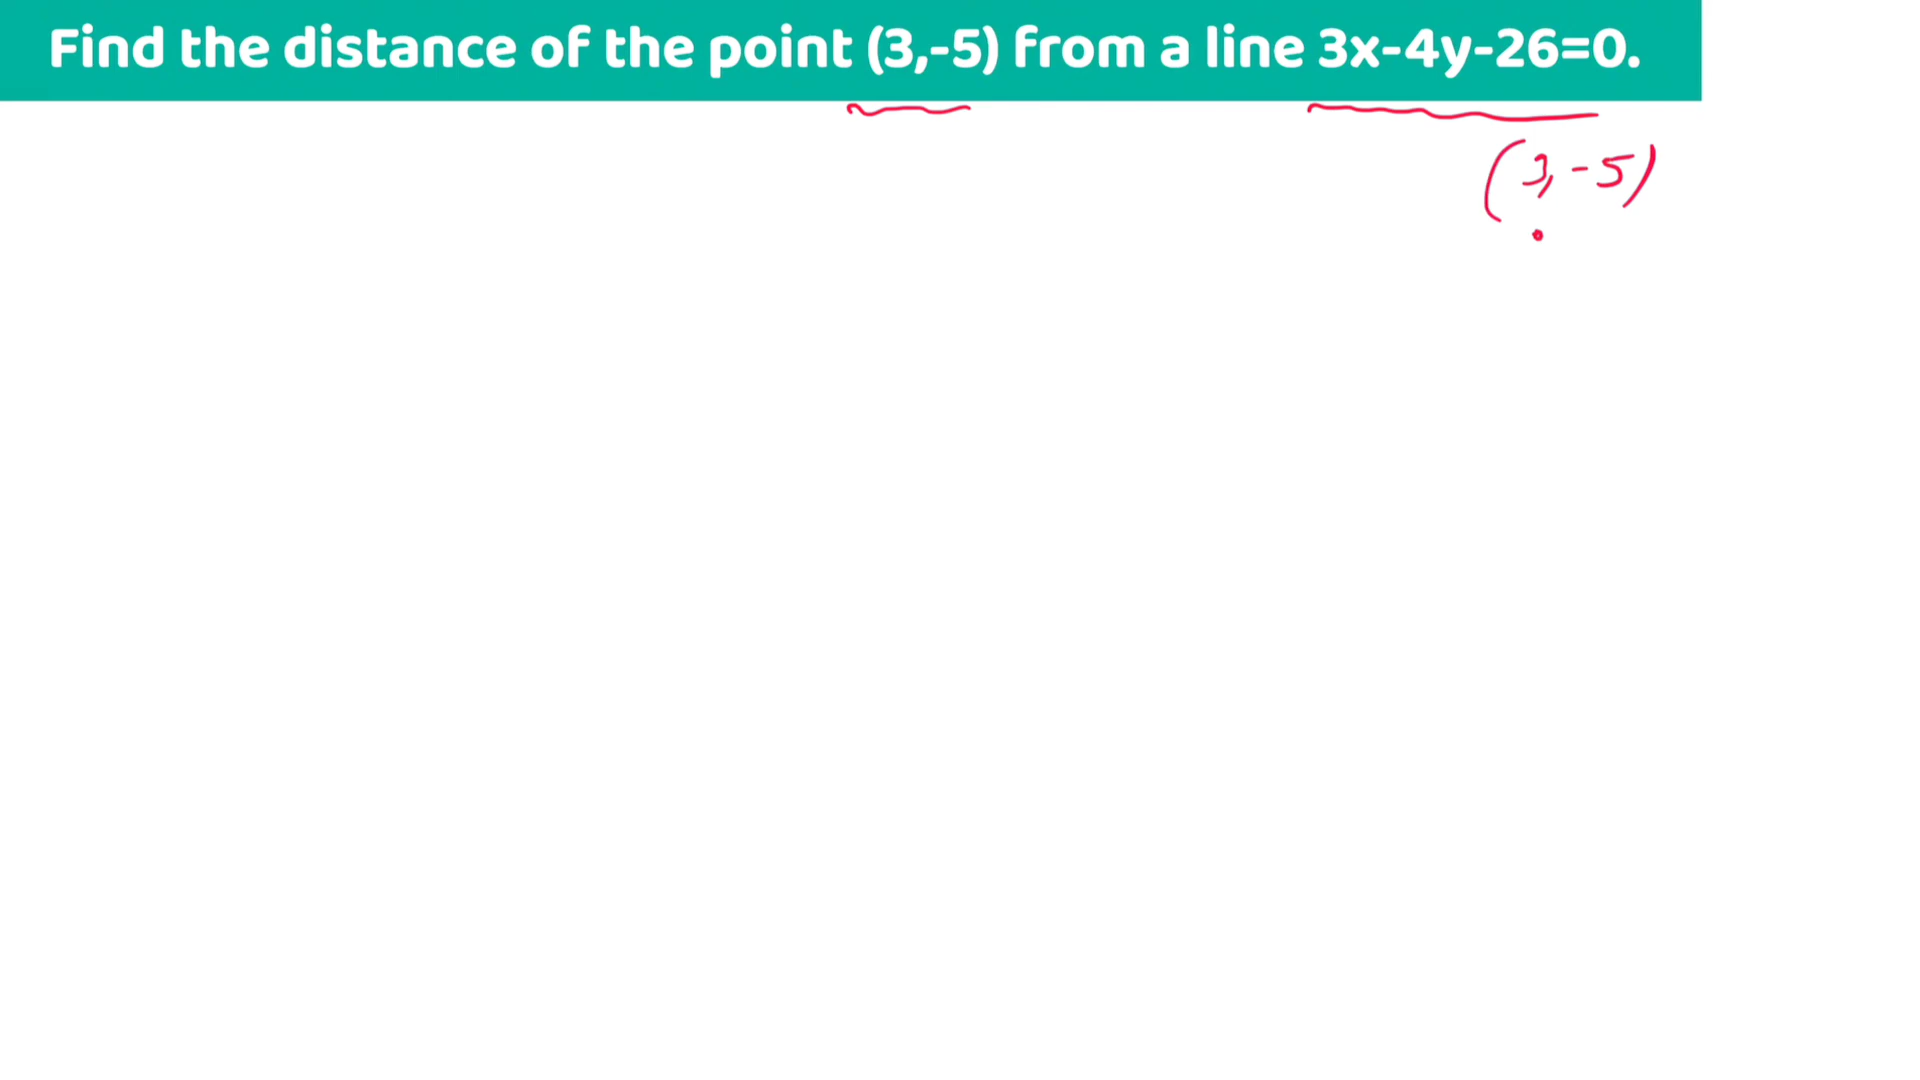 Find the distance of the point (3,-5) from a line 3x-4y-26=0.
(3, -5)